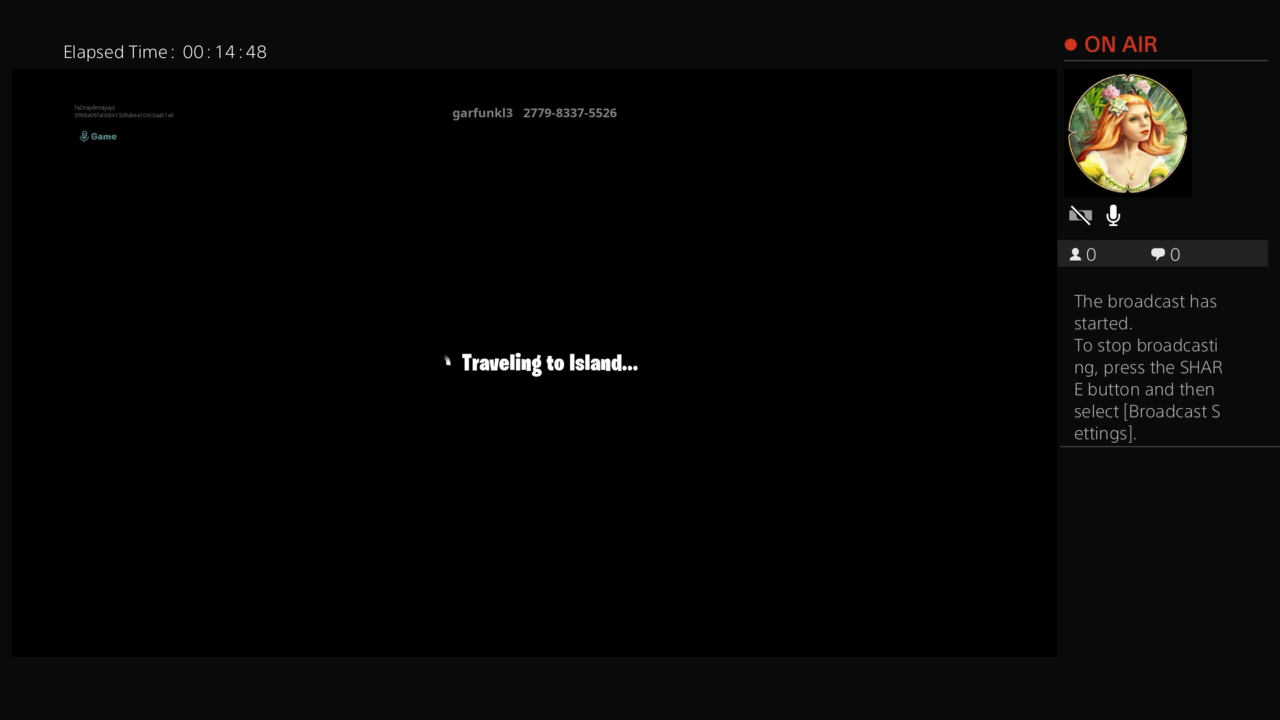 Elapsed Time: 00:14:48
ON AIR
garfunkl3 2779-8337-5526
Game
0 0
The broadcast has
started.
To stop broadcasti
ng, press the SHAR
E button and then
select [Broadcast S
ettings].
Traveling to Island...